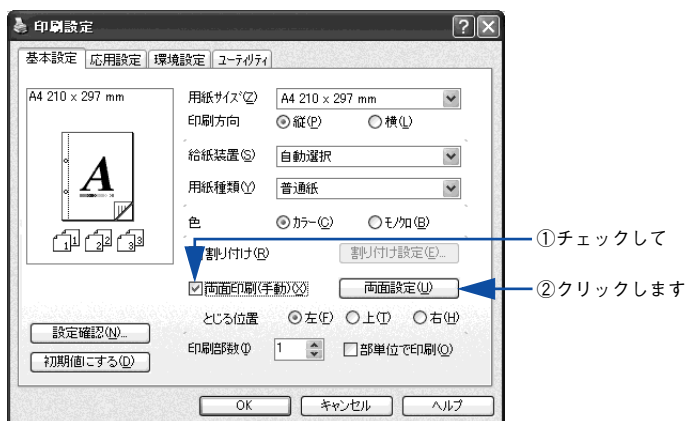 印刷設定
基本設定 応用設定 環境設定 ユーティリティ
A4 210 x 297 mm
A
1 1 2 2 3 3
用紙サイズ(Z) A4 210 x 297 mm
印刷方向 縦(P) 横(L)
給紙装置(S) 自動選択
用紙種類(Y) 普通紙
色 カラー(C) モノクロ(B)
割り付け(R) 割り付け設定(E)...
①チェックして
両面印刷(手動)(X) 両面設定(U)
②クリックします
とじる位置 左(F) 上(T) 右(H)
設定確認(N)...
印刷部数(I) 1 部単位で印刷(O)
初期値にする(D)
OK キャンセル ヘルプ